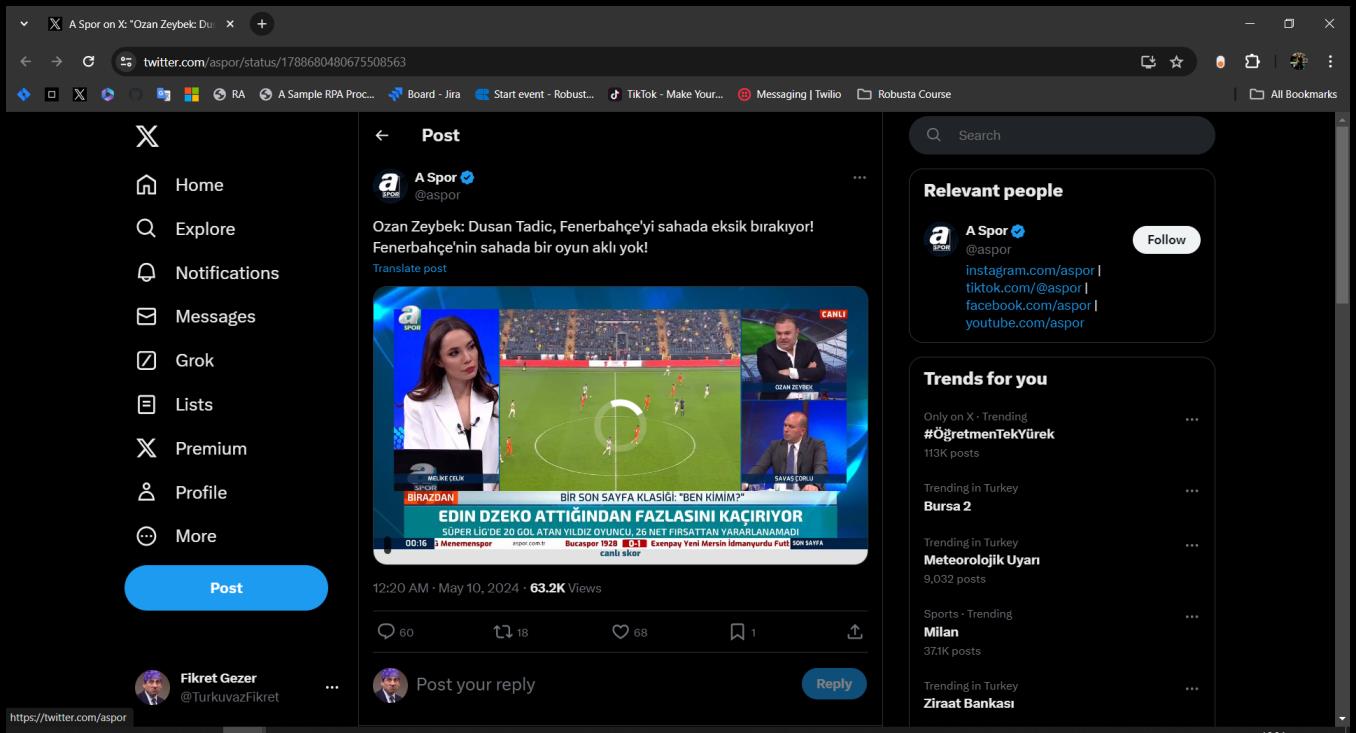 A Spor on X: "Ozan Zeybek: Du
twitter.com/aspor/status/1788680480675508563
RA
A Sample RPA Proc...
Board - Jira
Start event - Robust...
TikTok - Make Your...
Messaging | Twilio
Robusta Course
All Bookmarks
Home
Explore
Notifications
Messages
Grok
Lists
Premium
Profile
More
Post
Fikret Gezer
@TurkuvazFikret
https://twitter.com/aspor
Post
A Spor
@aspor
Ozan Zeybek: Dusan Tadic, Fenerbahçe'yi sahada eksik bırakıyor!
Fenerbahçe'nin sahada bir oyun aklı yok!
Translate post
a
SPOR
CANLI
OZAN ZEYBEK
MELİKE ÇELİK
SAVAŞ ÇORLU
BİRAZDAN
BİR SON SAYFA KLASİĞİ: "BEN KİMİM?"
EDIN DZEKO ATTIĞINDAN FAZLASINI KAÇIRIYOR
SÜPER LİG'DE 20 GOL ATAN YILDIZ OYUNCU, 26 NET FIRSATTAN YARARLANAMADI
00:16
Menemenspor
aspor.com.tr
Bucaspor 1928
0-1
Exenpay Yeni Mersin İdmanyurdu Futb
SON SAYFA
canlı skor
12:20 AM · May 10, 2024 · 63.2K Views
60
18
68
1
Post your reply
Reply
Search
Relevant people
A Spor
@aspor
Follow
instagram.com/aspor |
tiktok.com/@aspor |
facebook.com/aspor |
youtube.com/aspor
Trends for you
Only on X · Trending
#ÖğretmenTekYürek
113K posts
Trending in Turkey
Bursa 2
Trending in Turkey
Meteorolojik Uyarı
9,032 posts
Sports · Trending
Milan
37.1K posts
Trending in Turkey
Ziraat Bankası